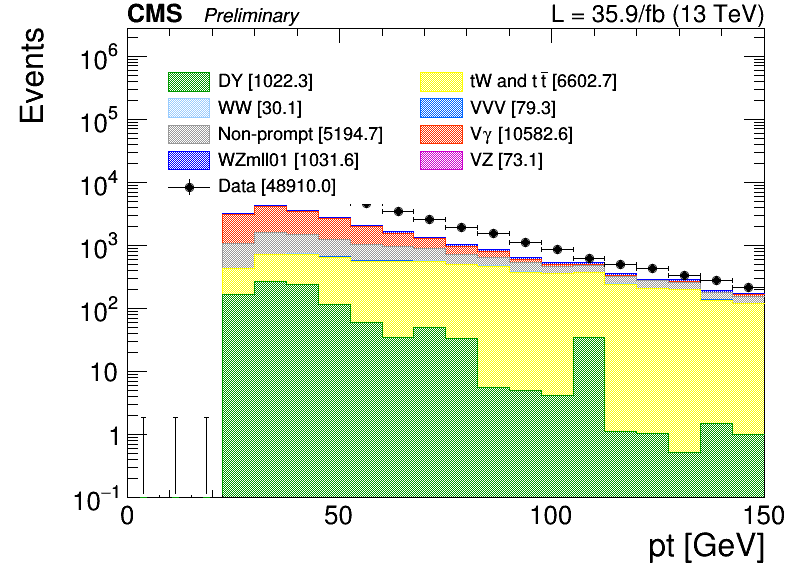 CMS Preliminary L = 35.9/fb (13 TeV)
Events
10^6
10^5
10^4
10^3
10^2
10
1
10^−1
DY [1022.3] tW and t t̄ [6602.7]
WW [30.1] VVV [79.3]
Non-prompt [5194.7] Vγ [10582.6]
WZmll01 [1031.6] VZ [73.1]
Data [48910.0]
0 50 100 150
pt [GeV]